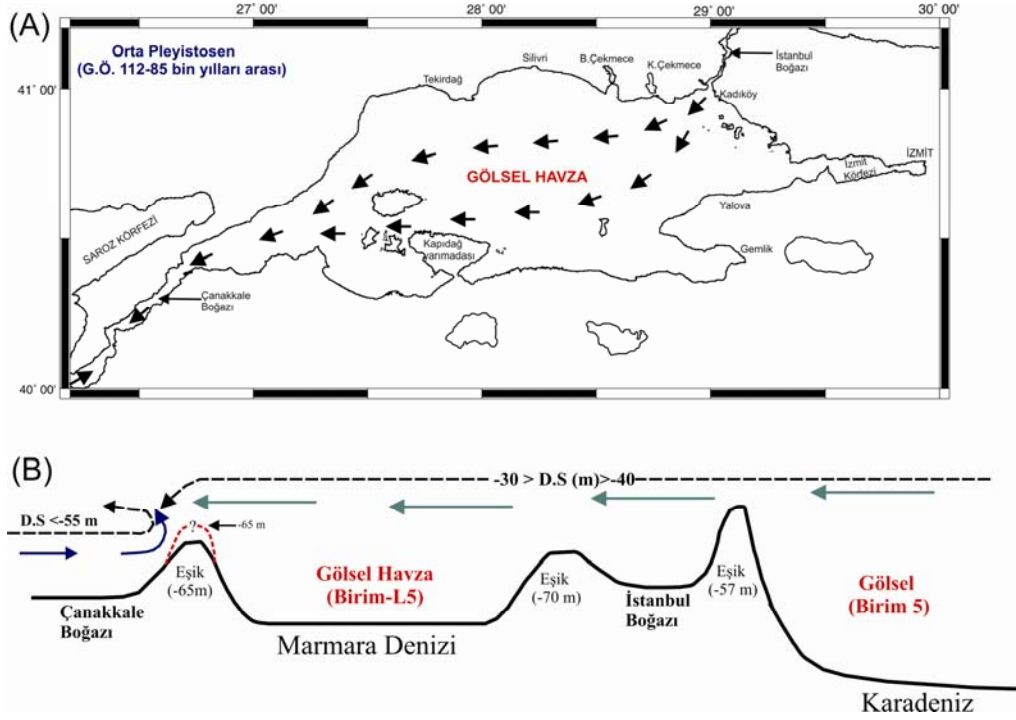 (A)
27° 00'
28° 00'
29° 00'
30° 00'
Orta Pleyistosen
(G.Ö. 112-85 bin yılları arası)
41° 00'
Tekirdağ
Silivri
B.Çekmece
K.Çekmece
İstanbul
Boğazı
Kadıköy
İZMİT
İzmit
Körfezi
GÖLSEL HAVZA
Yalova
SAROZ KÖRFEZİ
Kapıdağ
yarımadası
Gemlik
Çanakkale
Boğazı
40° 00'
(B)
-30 > D.S (m)>-40
D.S <-55 m
?
-65 m
Eşik
(-65m)
Gölsel Havza
(Birim-L5)
Eşik
(-70 m)
İstanbul
Boğazı
Eşik
(-57 m)
Gölsel
(Birim 5)
Çanakkale
Boğazı
Marmara Denizi
Karadeniz